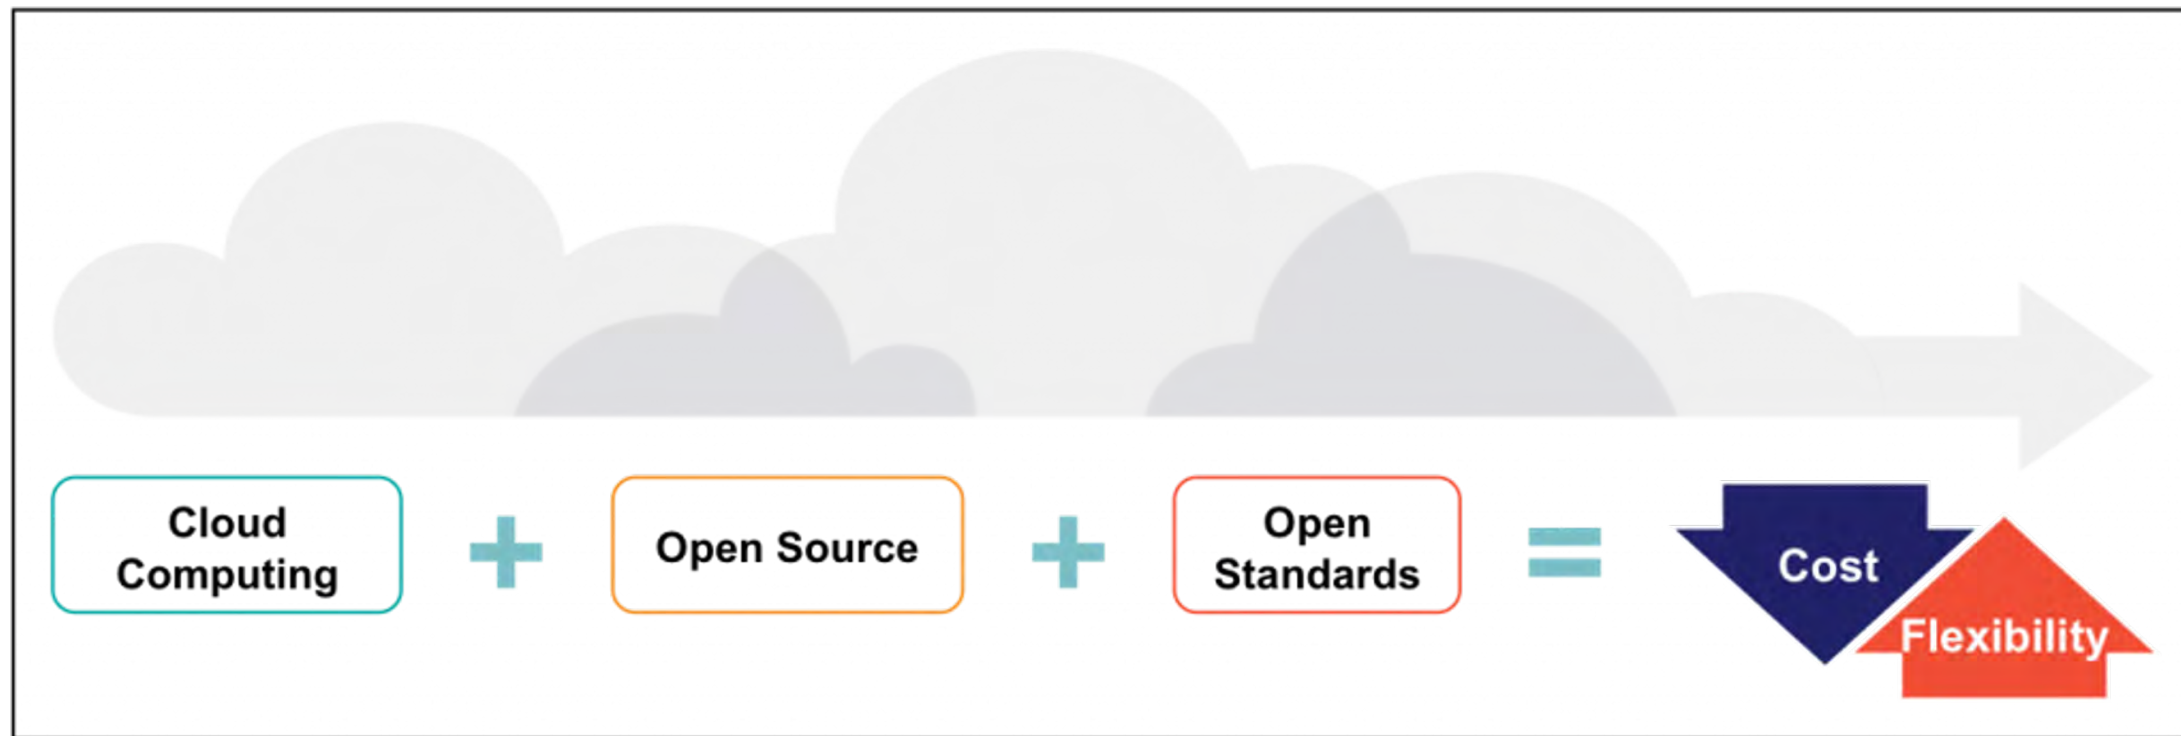 Cloud
Computing
+
Open Source
+
Open
Standards
=
Cost
Flexibility